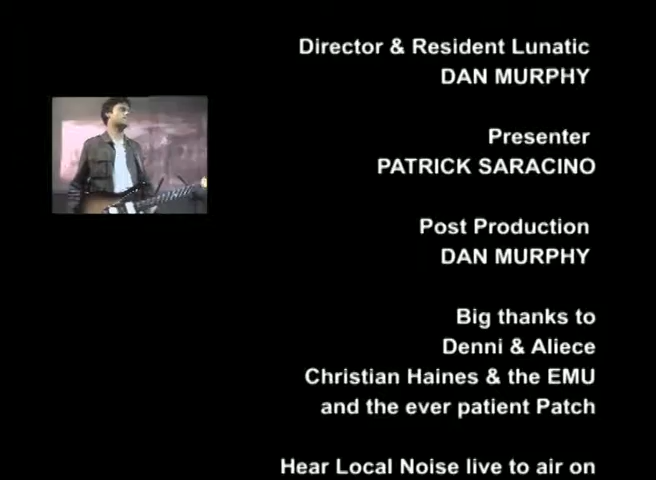 Director & Resident Lunatic
DAN MURPHY
Presenter
PATRICK SARACINO
Post Production
DAN MURPHY
Big thanks to
Denni & Aliece
Christian Haines & the EMU
and the ever patient Patch
Hear Local Noise live to air on